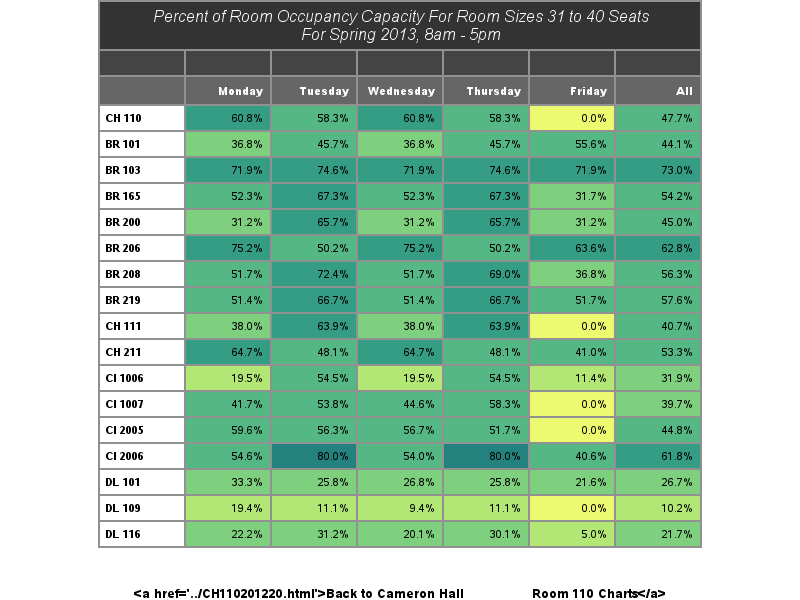 Percent of Room Occupancy Capacity For Room Sizes 31 to 40 Seats
For Spring 2013, 8am - 5pm
Monday Tuesday Wednesday Thursday Friday All
CH 110 60.8% 58.3% 60.8% 58.3% 0.0% 47.7%
BR 101 36.8% 45.7% 36.8% 45.7% 55.6% 44.1%
BR 103 71.9% 74.6% 71.9% 74.6% 71.9% 73.0%
BR 165 52.3% 67.3% 52.3% 67.3% 31.7% 54.2%
BR 200 31.2% 65.7% 31.2% 65.7% 31.2% 45.0%
BR 206 75.2% 50.2% 75.2% 50.2% 63.6% 62.8%
BR 208 51.7% 72.4% 51.7% 69.0% 36.8% 56.3%
BR 219 51.4% 66.7% 51.4% 66.7% 51.7% 57.6%
CH 111 38.0% 63.9% 38.0% 63.9% 0.0% 40.7%
CH 211 64.7% 48.1% 64.7% 48.1% 41.0% 53.3%
CI 1006 19.5% 54.5% 19.5% 54.5% 11.4% 31.9%
CI 1007 41.7% 53.8% 44.6% 58.3% 0.0% 39.7%
CI 2005 59.6% 56.3% 56.7% 51.7% 0.0% 44.8%
CI 2006 54.6% 80.0% 54.0% 80.0% 40.6% 61.8%
DL 101 33.3% 25.8% 26.8% 25.8% 21.6% 26.7%
DL 109 19.4% 11.1% 9.4% 11.1% 0.0% 10.2%
DL 116 22.2% 31.2% 20.1% 30.1% 5.0% 21.7%
<a href='../CH110201220.html'>Back to Cameron Hall Room 110 Charts</a>